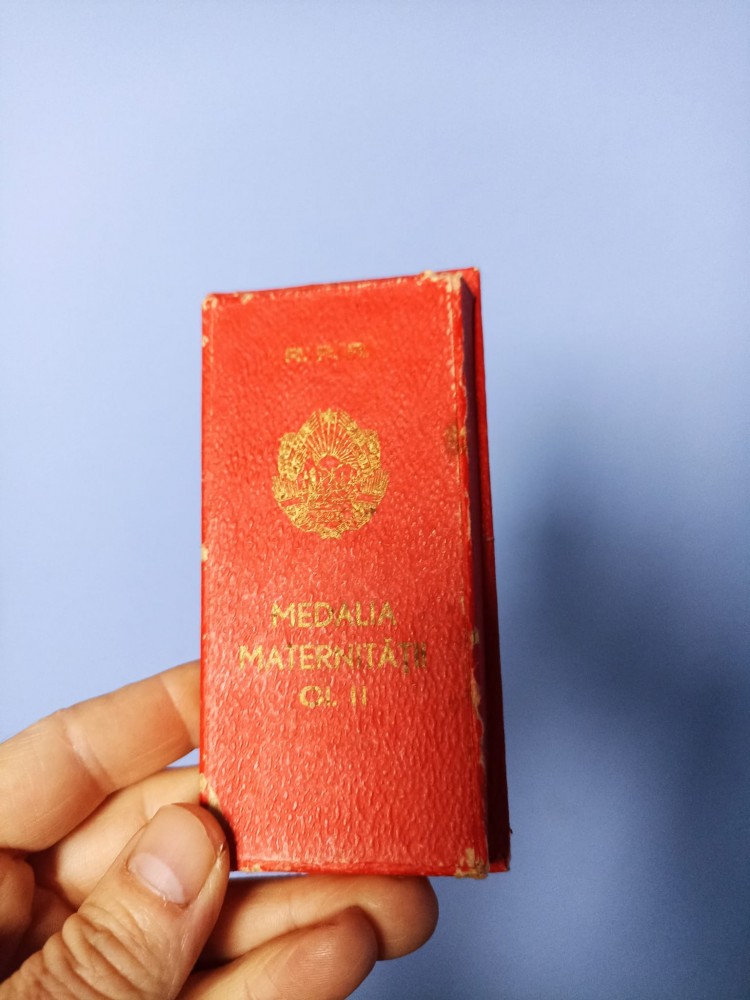 R. P. R.
MEDALIA
MATERNITĂȚII
CL. II